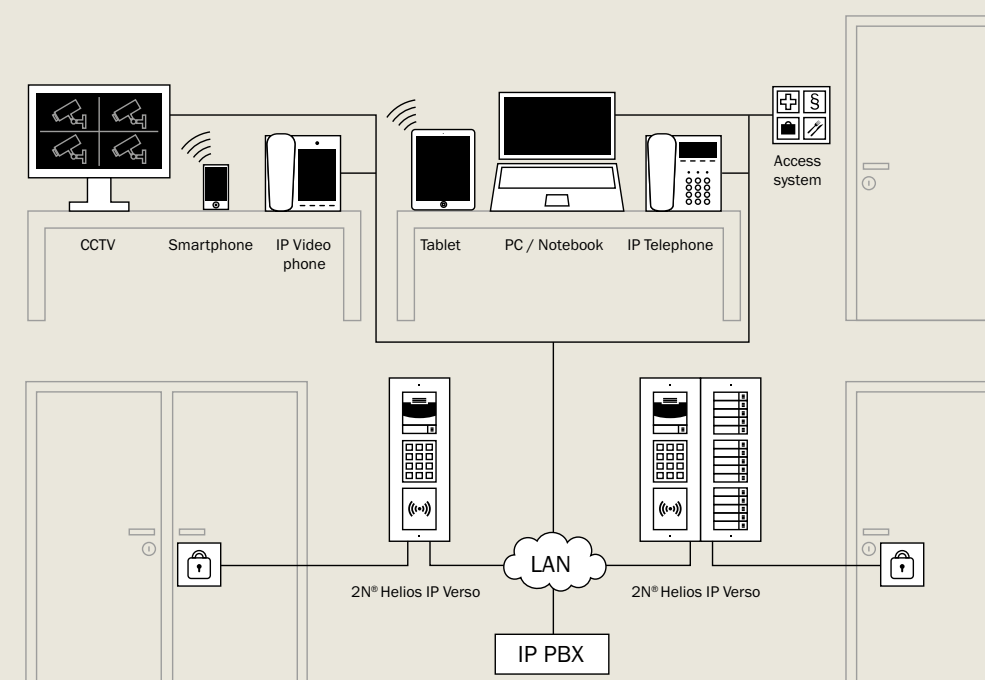 §
Access
system
CCTV
Smartphone
IP Video
phone
Tablet
PC / Notebook
IP Telephone
LAN
2N® Helios IP Verso
2N® Helios IP Verso
IP PBX